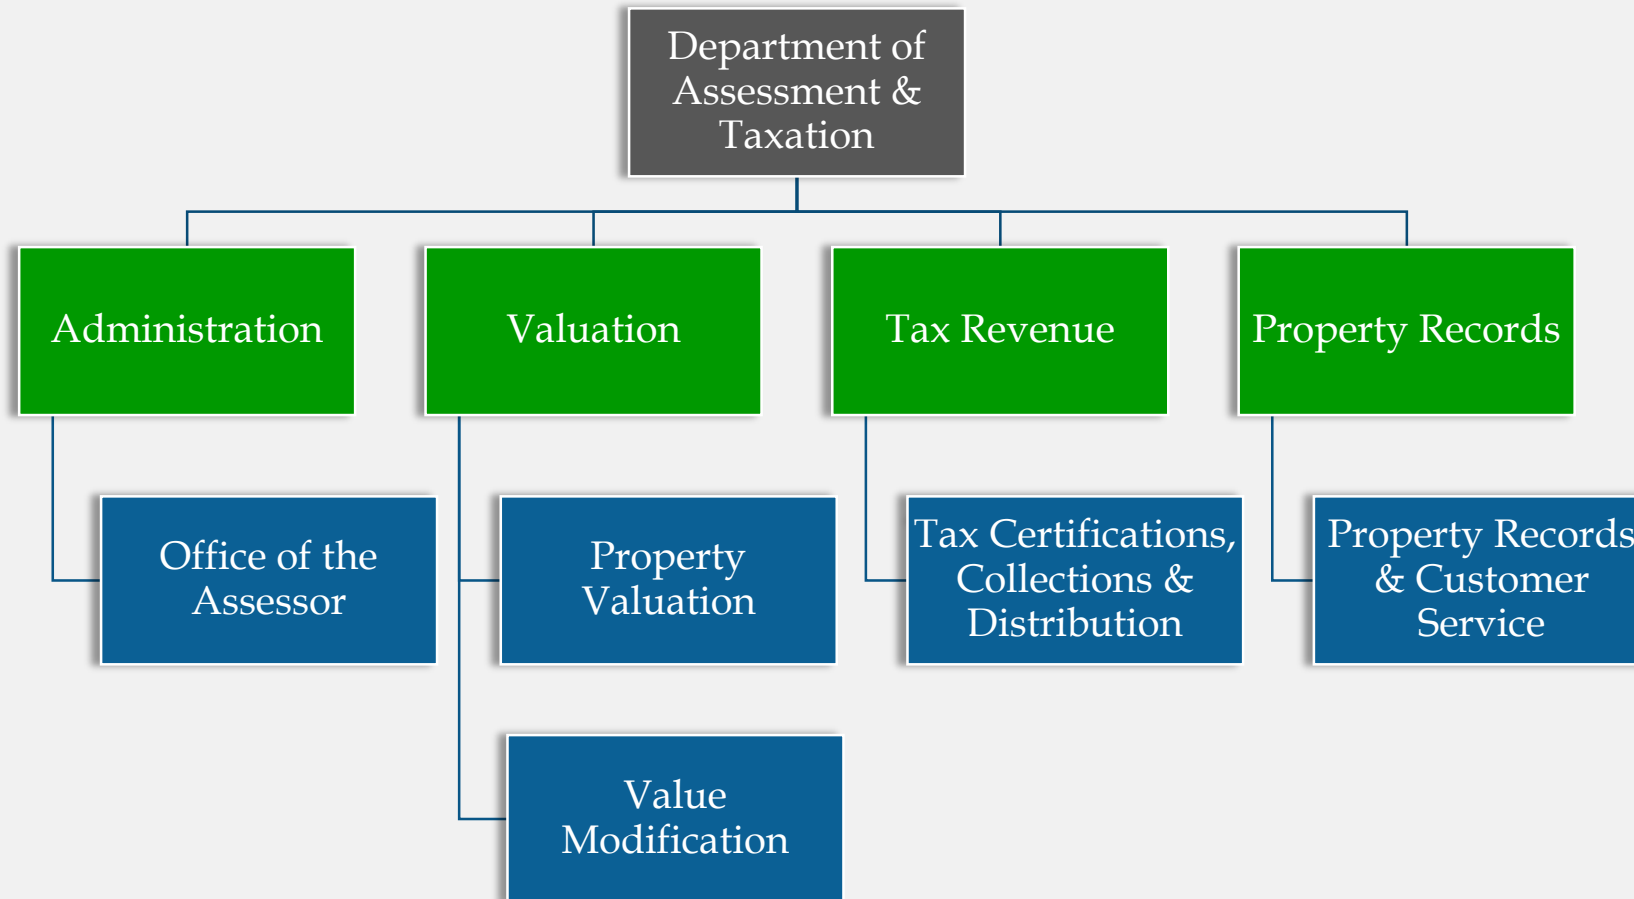 Department of
Assessment &
Taxation
Administration
Valuation
Tax Revenue
Property Records
Office of the
Assessor
Property
Valuation
Tax Certifications,
Collections &
Distribution
Property Records
& Customer
Service
Value
Modification